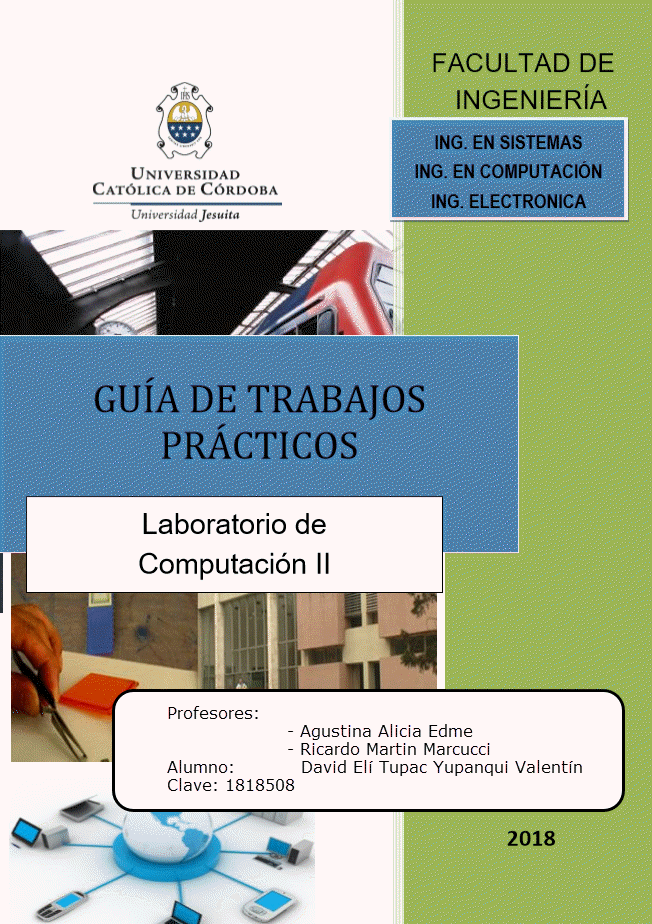 FACULTAD DE
INGENIERÍA
ING. EN SISTEMAS
ING. EN COMPUTACIÓN
ING. ELECTRONICA
IHS
UNIVERSIDAD
CATÓLICA DE CÓRDOBA
Universidad Jesuita
GUÍA DE TRABAJOS
PRÁCTICOS
Laboratorio de
Computación II
Profesores:
- Agustina Alicia Edme
- Ricardo Martin Marcucci
Alumno: David Elí Tupac Yupanqui Valentín
Clave: 1818508
2018